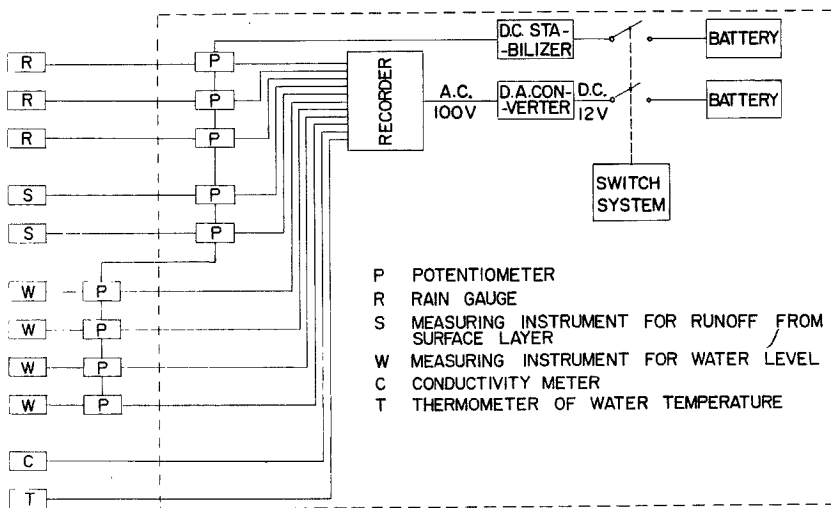 D.C. STA-
-BILIZER
BATTERY
R
P
R
P
RECORDER
A.C.
100V
D.A.CON-
-VERTER
D.C.
12V
BATTERY
R
P
S
P
SWITCH
SYSTEM
S
P
W
P
W
P
W
P
W
P
C
T
P POTENTIOMETER
R RAIN GAUGE
S MEASURING INSTRUMENT FOR RUNOFF FROM
SURFACE LAYER
W MEASURING INSTRUMENT FOR WATER LEVEL
C CONDUCTIVITY METER
T THERMOMETER OF WATER TEMPERATURE